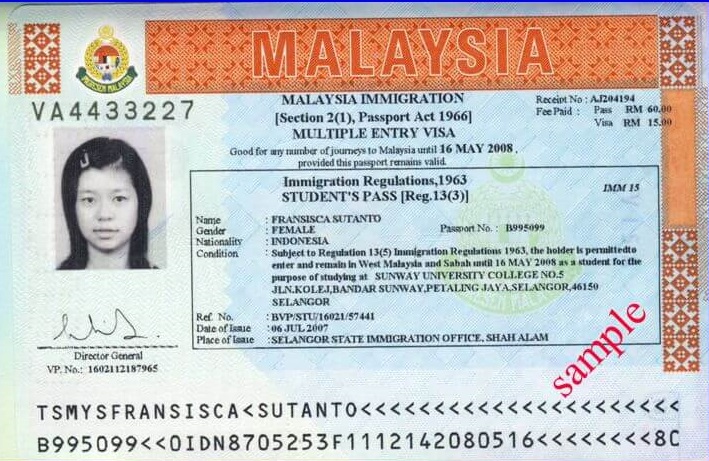 MALAYSIA
VA4433227
MALAYSIA IMMIGRATION
[Section 2(1), Passport Act 1966]
MULTIPLE ENTRY VISA
Receipt No : AJ204194
Fee Paid : Pass RM 60.00
Visa RM 15.00
Good for any number of journeys to Malaysia until 16 MAY 2008 .
provided this passport remains valid.
Immigration Regulations,1963
STUDENT'S PASS [Reg.13(3)]
IMM 15
Name : FRANSISCA SUTANTO
Gender : FEMALE Passport No. : B995099
Nationality : INDONESIA
Condition : Subject to Regulation 13(5) Immigration Regulations 1963, the holder is permittedto
enter and remain in West Malaysia and Sabah until 16 MAY 2008 as a student for the
purpose of studying at SUNWAY UNIVERSITY COLLEGE NO.5
JLN.KOLEJ,BANDAR SUNWAY,PETALING JAYA,SELANGOR,46150
SELANGOR
Ref. No. : BVP/STU/16021/57441
Date of Issue : 06 JUL 2007
Place of Issue : SELANGOR STATE IMMIGRATION OFFICE, SHAH ALAM
Director General
VP. No.: 1602112187965
sample
TSMYSFRANSISCA<SUTANTO<<<<<<<<<<<<<<<<<<<<<<
B995099<<0IDN8705253F1112142080516<<<<<<<<8C